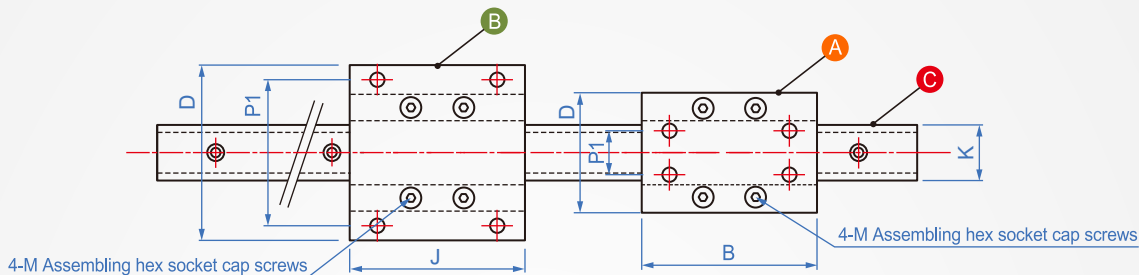 B
A
C
D
P1
D
P1
K
4-M Assembling hex socket cap screws
4-M Assembling hex socket cap screws
J
B